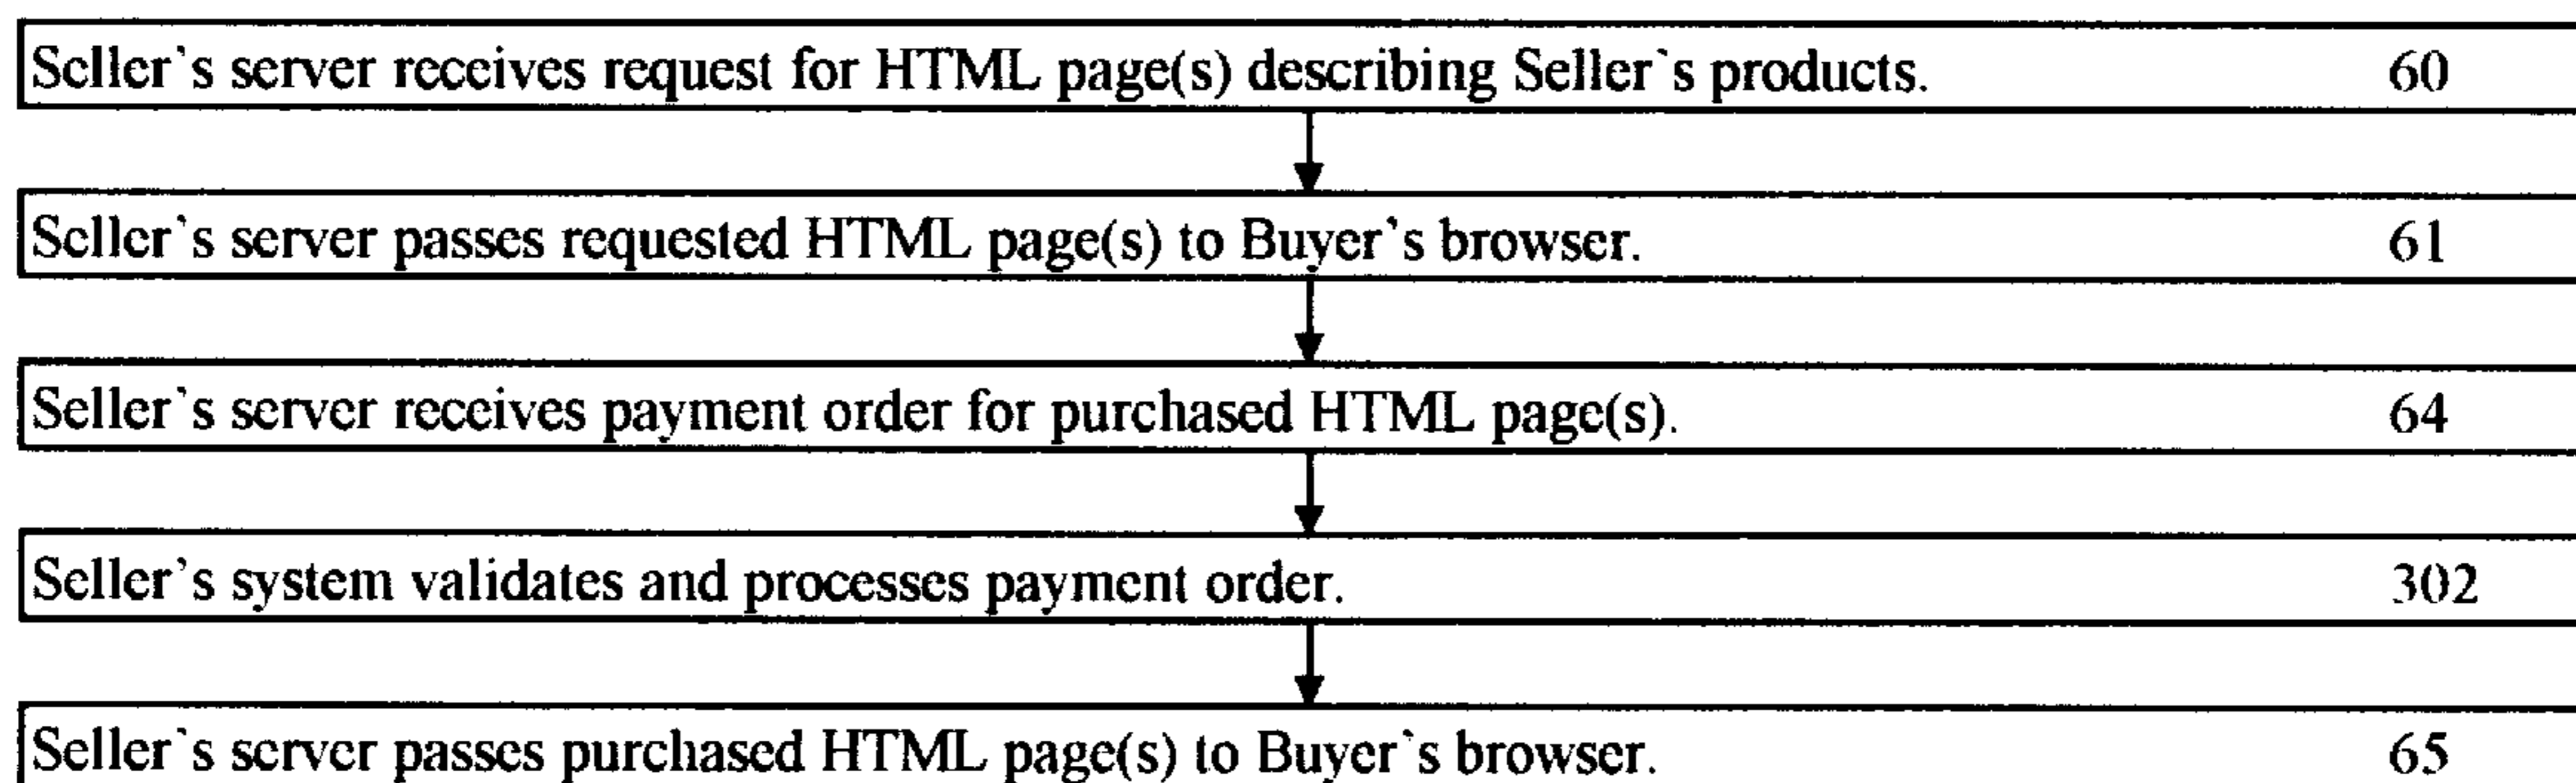 Seller's server receives request for HTML page(s) describing Seller's products. 60
Seller's server passes requested HTML page(s) to Buyer's browser. 61
Seller's server receives payment order for purchased HTML page(s). 64
Seller's system validates and processes payment order. 302
Seller's server passes purchased HTML page(s) to Buyer's browser. 65